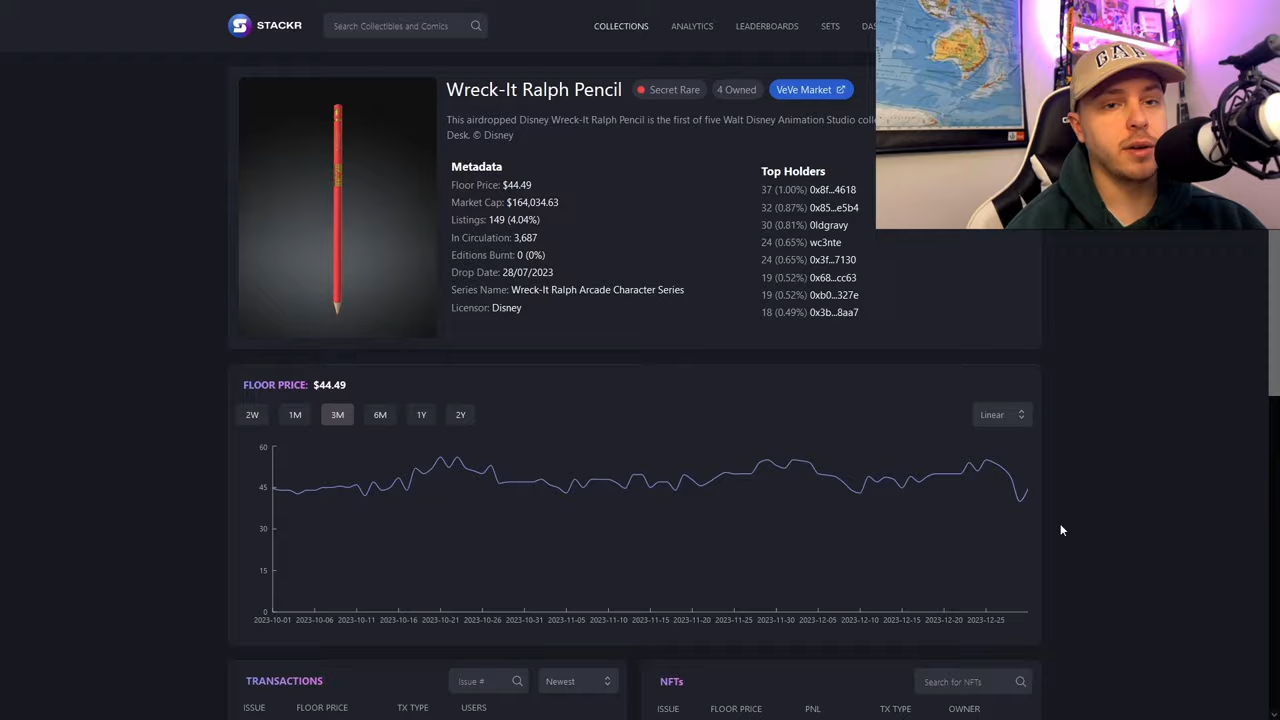 STACKR
Search Collectibles and Comics
COLLECTIONS
ANALYTICS
LEADERBOARDS
SETS
GAP
Wreck-It Ralph Pencil
Secret Rare
4 Owned
VeVe Market
This airdropped Disney Wreck-It Ralph Pencil is the first of five Walt Disney Animation Studio
Desk. © Disney
Metadata
Floor Price: $44.49
Market Cap: $164,034.63
Listings: 149 (4.04%)
In Circulation: 3,687
Editions Burnt: 0 (0%)
Drop Date: 28/07/2023
Series Name: Wreck-It Ralph Arcade Character Series
Licensor: Disney
Top Holders
37 (1.00%) 0x8f...4618
32 (0.87%) 0x85...e5b4
30 (0.81%) 0ldgravy
24 (0.65%) wc3nte
24 (0.65%) 0x3f...7130
19 (0.52%) 0x68...cc63
19 (0.52%) 0xb0...327e
18 (0.49%) 0x3b...8aa7
FLOOR PRICE: $44.49
2W 1M 3M 6M 1Y 2Y
Linear
60
45
30
15
0
2023-10-01 2023-10-06 2023-10-11 2023-10-16 2023-10-21 2023-10-26 2023-10-31 2023-11-05 2023-11-10 2023-11-15 2023-11-20 2023-11-25 2023-11-30 2023-12-05 2023-12-10 2023-12-15 2023-12-20 2023-12-25
TRANSACTIONS
Issue #
Newest
ISSUE FLOOR PRICE TX TYPE USERS
NFTs
Search for NFTs
ISSUE FLOOR PRICE PNL TX TYPE OWNER